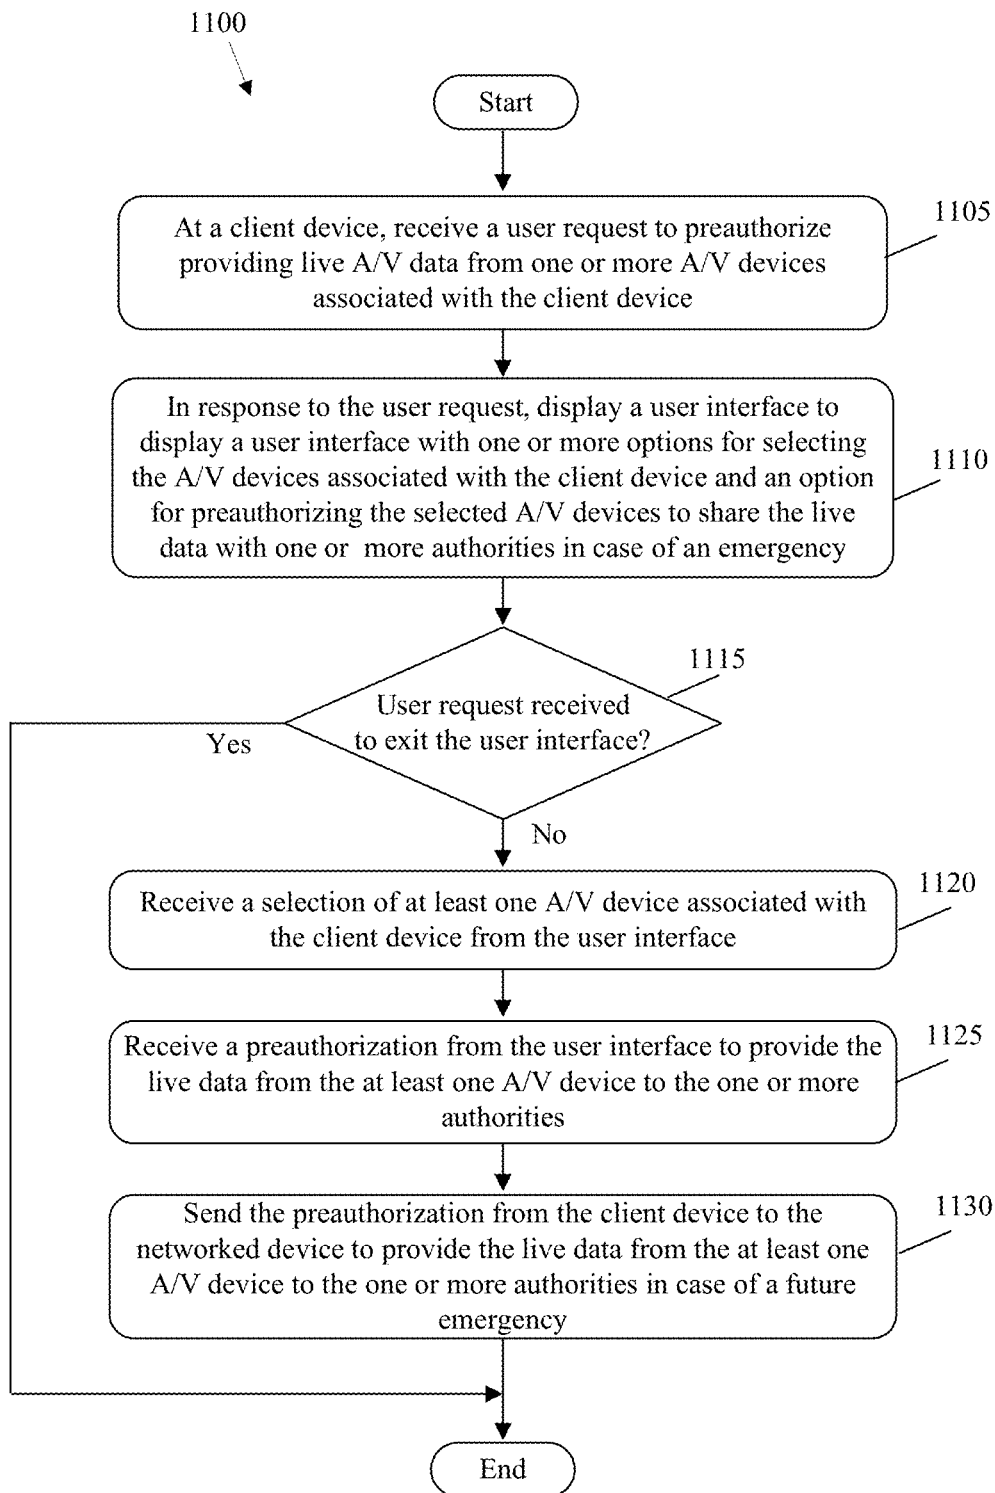 1100
Start
1105
At a client device, receive a user request to preauthorize
providing live A/V data from one or more A/V devices
associated with the client device
1110
In response to the user request, display a user interface to
display a user interface with one or more options for selecting
the A/V devices associated with the client device and an option
for preauthorizing the selected A/V devices to share the live
data with one or more authorities in case of an emergency
1115
User request received
to exit the user interface?
Yes
No
1120
Receive a selection of at least one A/V device associated with
the client device from the user interface
1125
Receive a preauthorization from the user interface to provide the
live data from the at least one A/V device to the one or more
authorities
1130
Send the preauthorization from the client device to the
networked device to provide the live data from the at least one
A/V device to the one or more authorities in case of a future
emergency
End